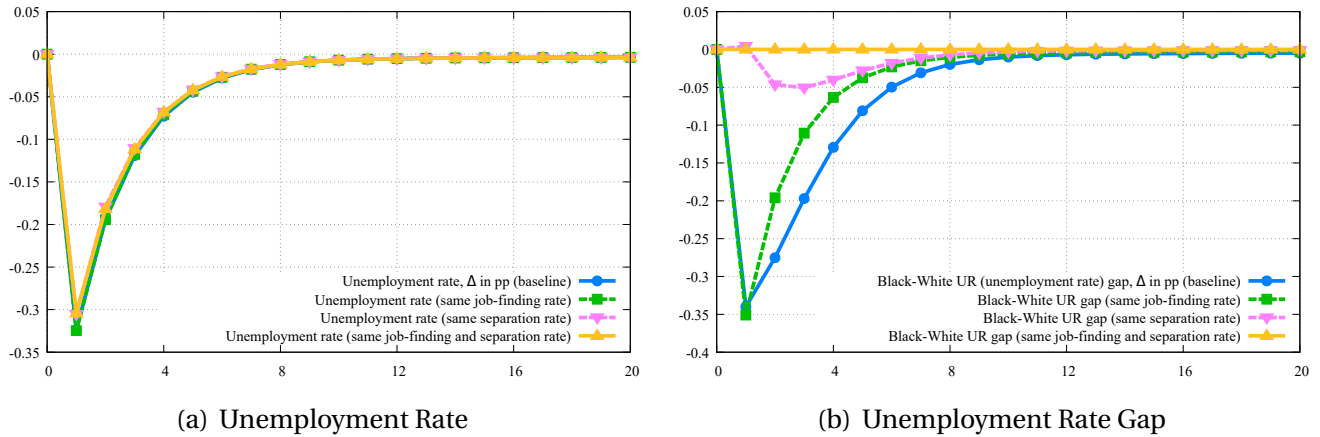 0.05
0
-0.05
-0.1
-0.15
-0.2
-0.25
-0.3
-0.35
Unemployment rate, Δ in pp (baseline)
Unemployment rate (same job-finding rate)
Unemployment rate (same separation rate)
Unemployment rate (same job-finding and separation rate)
0 4 8 12 16 20
(a) Unemployment Rate
0.05
0
-0.05
-0.1
-0.15
-0.2
-0.25
-0.3
-0.35
-0.4
Black-White UR (unemployment rate) gap, Δ in pp (baseline)
Black-White UR gap (same job-finding rate)
Black-White UR gap (same separation rate)
Black-White UR gap (same job-finding and separation rate)
0 4 8 12 16 20
(b) Unemployment Rate Gap